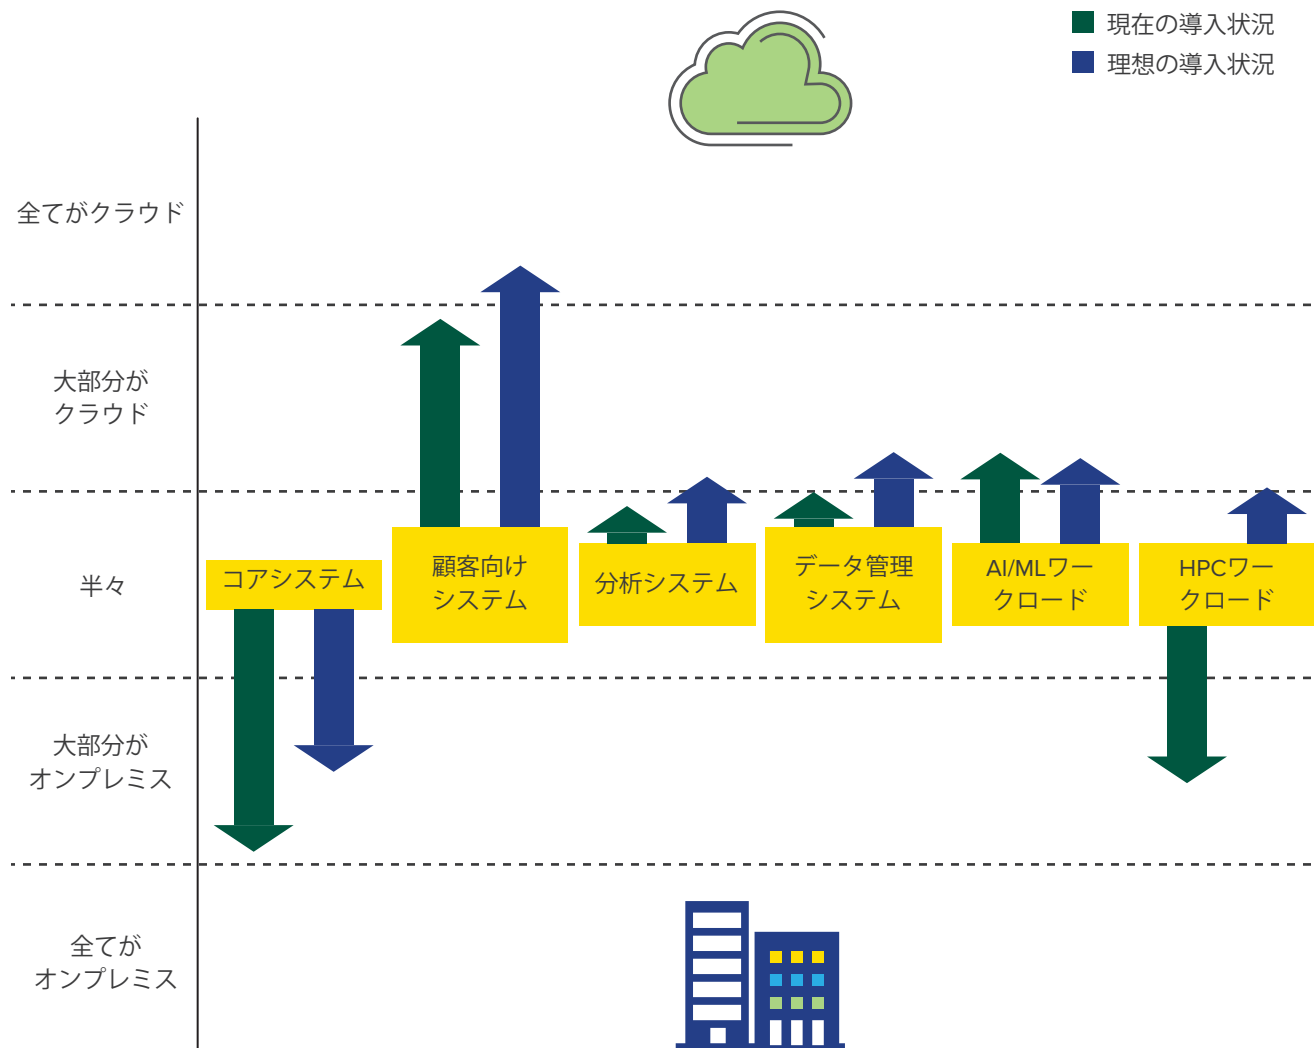 現在の導入状況
理想の導入状況
全てがクラウド
大部分が
クラウド
半々
大部分が
オンプレミス
全てが
オンプレミス
コアシステム
顧客向け
システム
分析システム
データ管理
システム
AI/MLワー
クロード
HPCワー
クロード